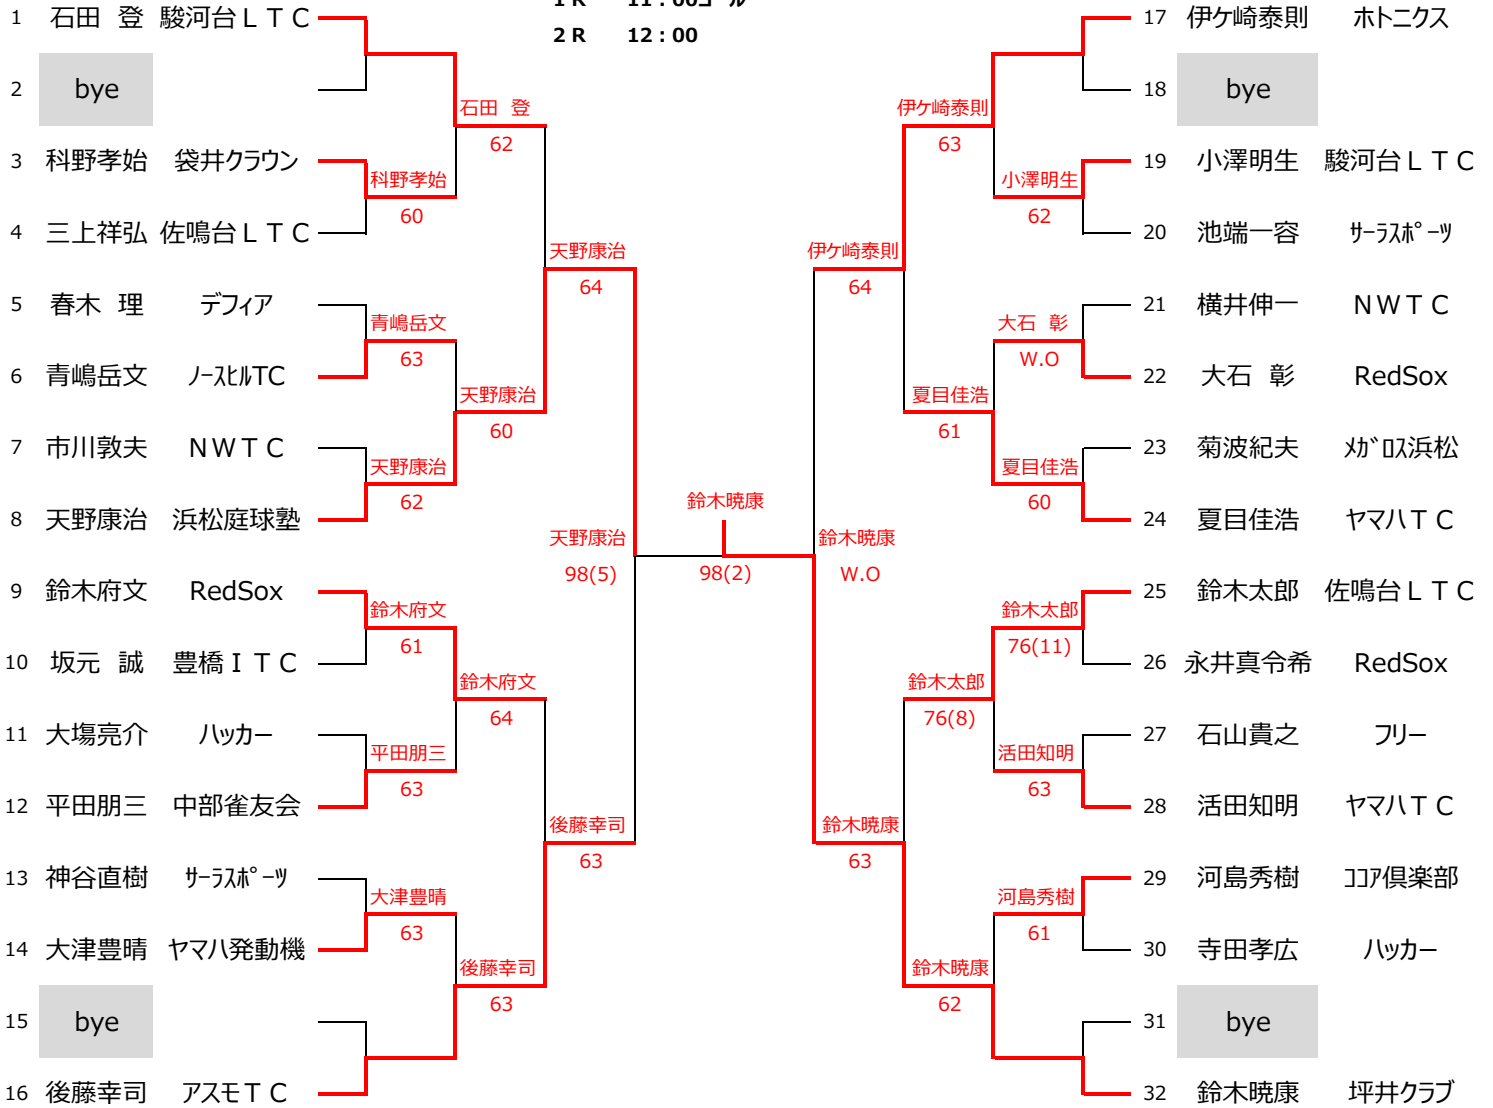 1 R 11：00コール
2 R 12：00
1 石田 登 駿河台ＬＴＣ
2 bye
3 科野孝始 袋井クラウン
4 三上祥弘 佐鳴台ＬＴＣ
5 春木 理 デフィア
6 青嶋岳文 ﾉｰｽﾋﾙTC
7 市川敦夫 ＮＷＴＣ
8 天野康治 浜松庭球塾
9 鈴木府文 RedSox
10 坂元 誠 豊橋ＩＴＣ
11 大塲亮介 ハッカー
12 平田朋三 中部雀友会
13 神谷直樹 ｻｰﾗｽﾎﾟｰﾂ
14 大津豊晴 ヤマハ発動機
15 bye
16 後藤幸司 アスモＴＣ
科野孝始
60
青嶋岳文
63
天野康治
62
鈴木府文
61
平田朋三
63
大津豊晴
63
石田 登
62
天野康治
60
鈴木府文
64
後藤幸司
63
天野康治
64
後藤幸司
63
天野康治
98(5)
鈴木暁康
98(2)
鈴木暁康
W.O
伊ケ崎泰則
64
鈴木暁康
63
伊ケ崎泰則
63
夏目佳浩
61
鈴木太郎
76(8)
鈴木暁康
62
小澤明生
62
大石 彰
W.O
夏目佳浩
60
鈴木太郎
76(11)
活田知明
63
河島秀樹
61
17 伊ケ崎泰則 ホトニクス
18 bye
19 小澤明生 駿河台ＬＴＣ
20 池端一容 ｻｰﾗｽﾎﾟｰﾂ
21 横井伸一 ＮＷＴＣ
22 大石 彰 RedSox
23 菊波紀夫 ﾒｶﾞﾛｽ浜松
24 夏目佳浩 ヤマハＴＣ
25 鈴木太郎 佐鳴台ＬＴＣ
26 永井真令希 RedSox
27 石山貴之 フリー
28 活田知明 ヤマハＴＣ
29 河島秀樹 ｺｺｱ倶楽部
30 寺田孝広 ハッカー
31 bye
32 鈴木暁康 坪井クラブ